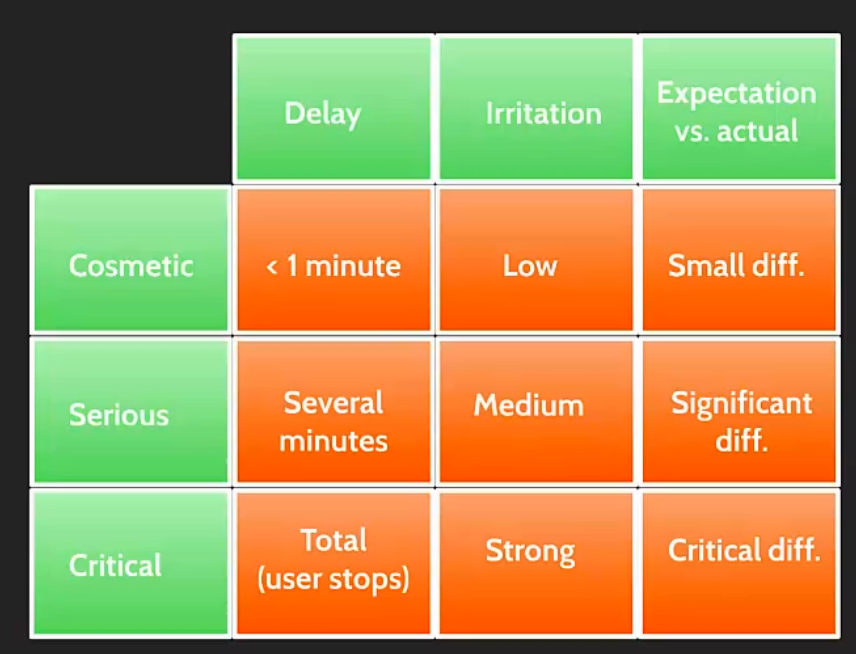 Delay
Irritation
Expectation
vs. actual
Cosmetic
< 1 minute
Low
Small diff.
Serious
Several
minutes
Medium
Significant
diff.
Critical
Total
(user stops)
Strong
Critical diff.